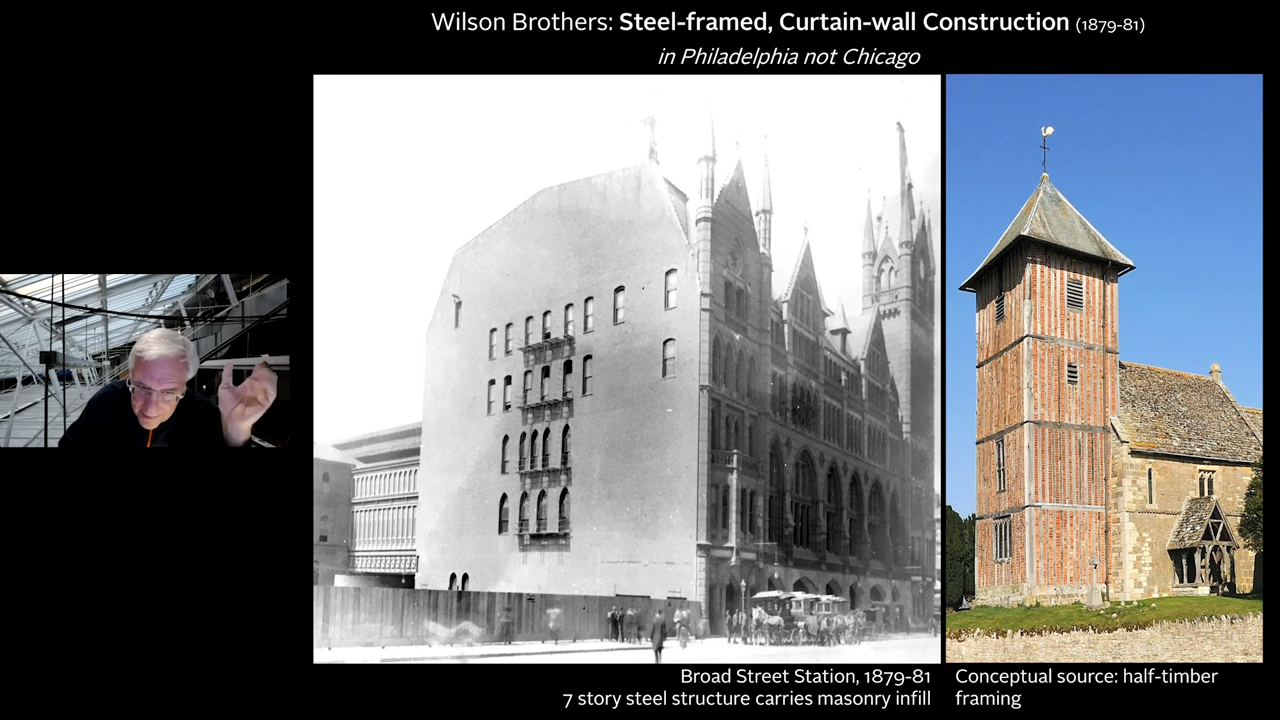 Wilson Brothers: Steel-framed, Curtain-wall Construction (1879-81)
in Philadelphia not Chicago
Broad Street Station, 1879-81
7 story steel structure carries masonry infill
Conceptual source: half-timber
framing